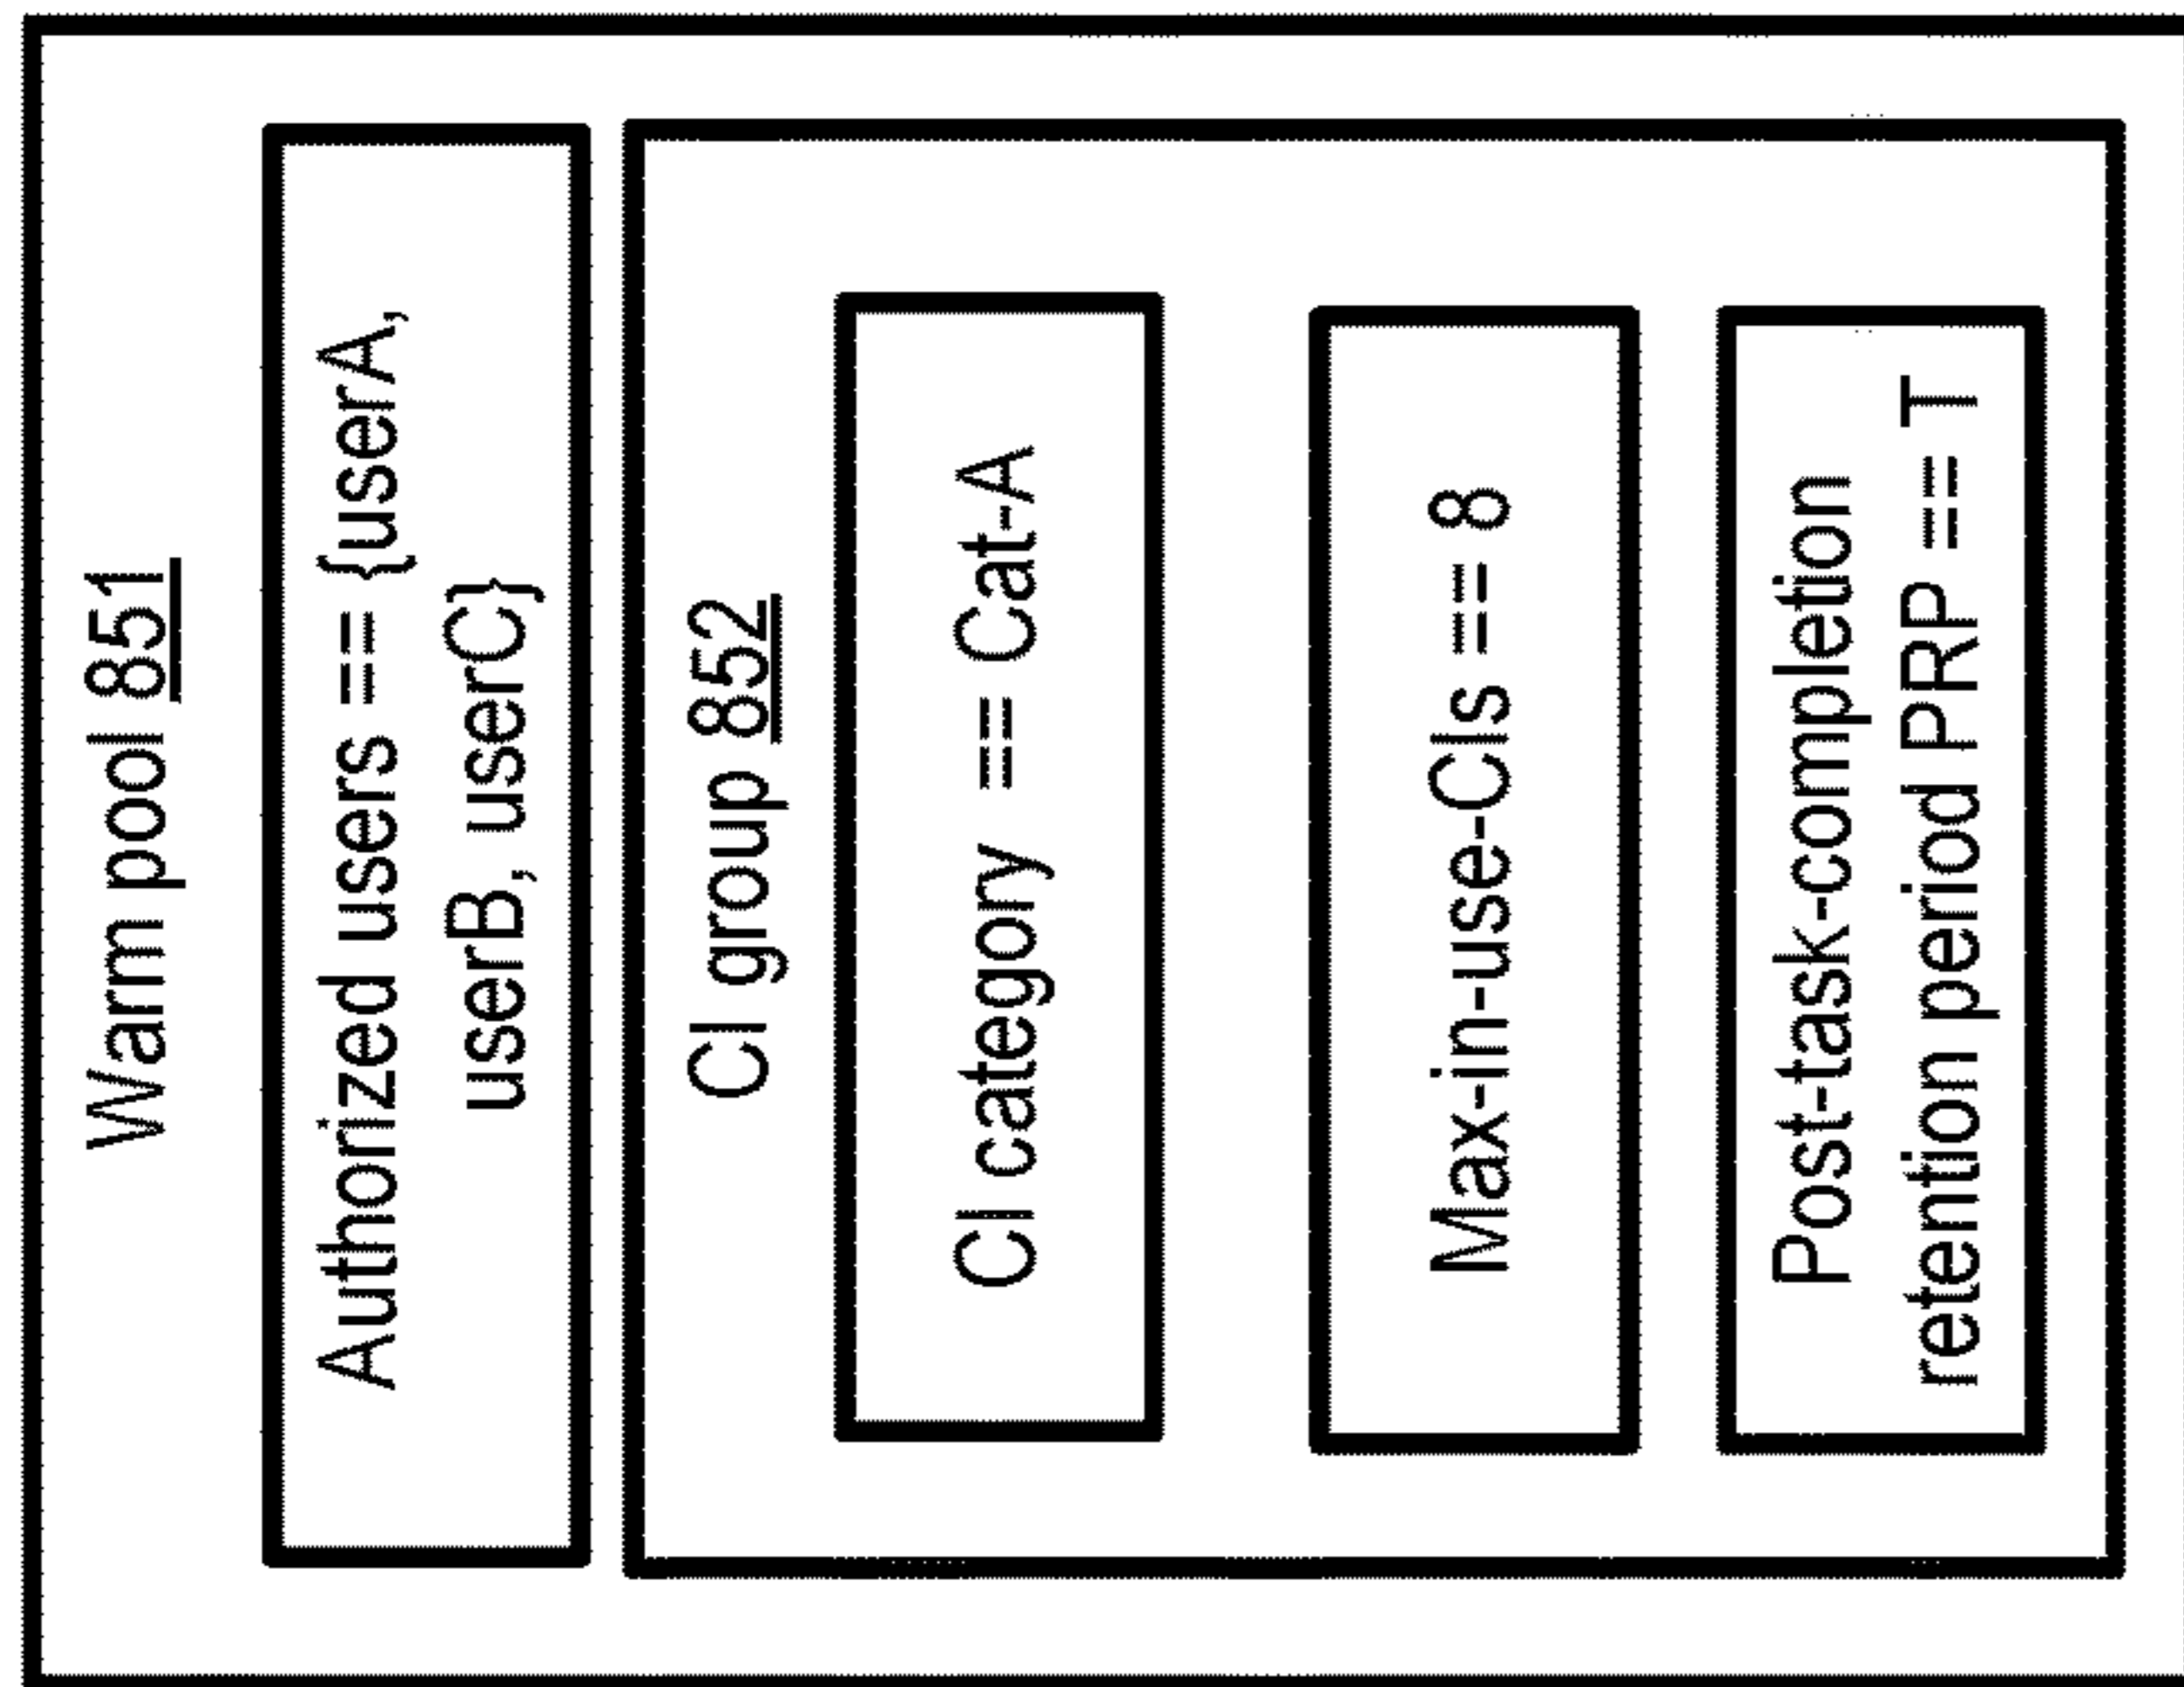 Warm pool 851
Authorized users == {userA,
userB, userC}
CI group 852
CI category == Cat-A
Max-in-use-CIs == 8
Post-task-completion
retention period PRP == T